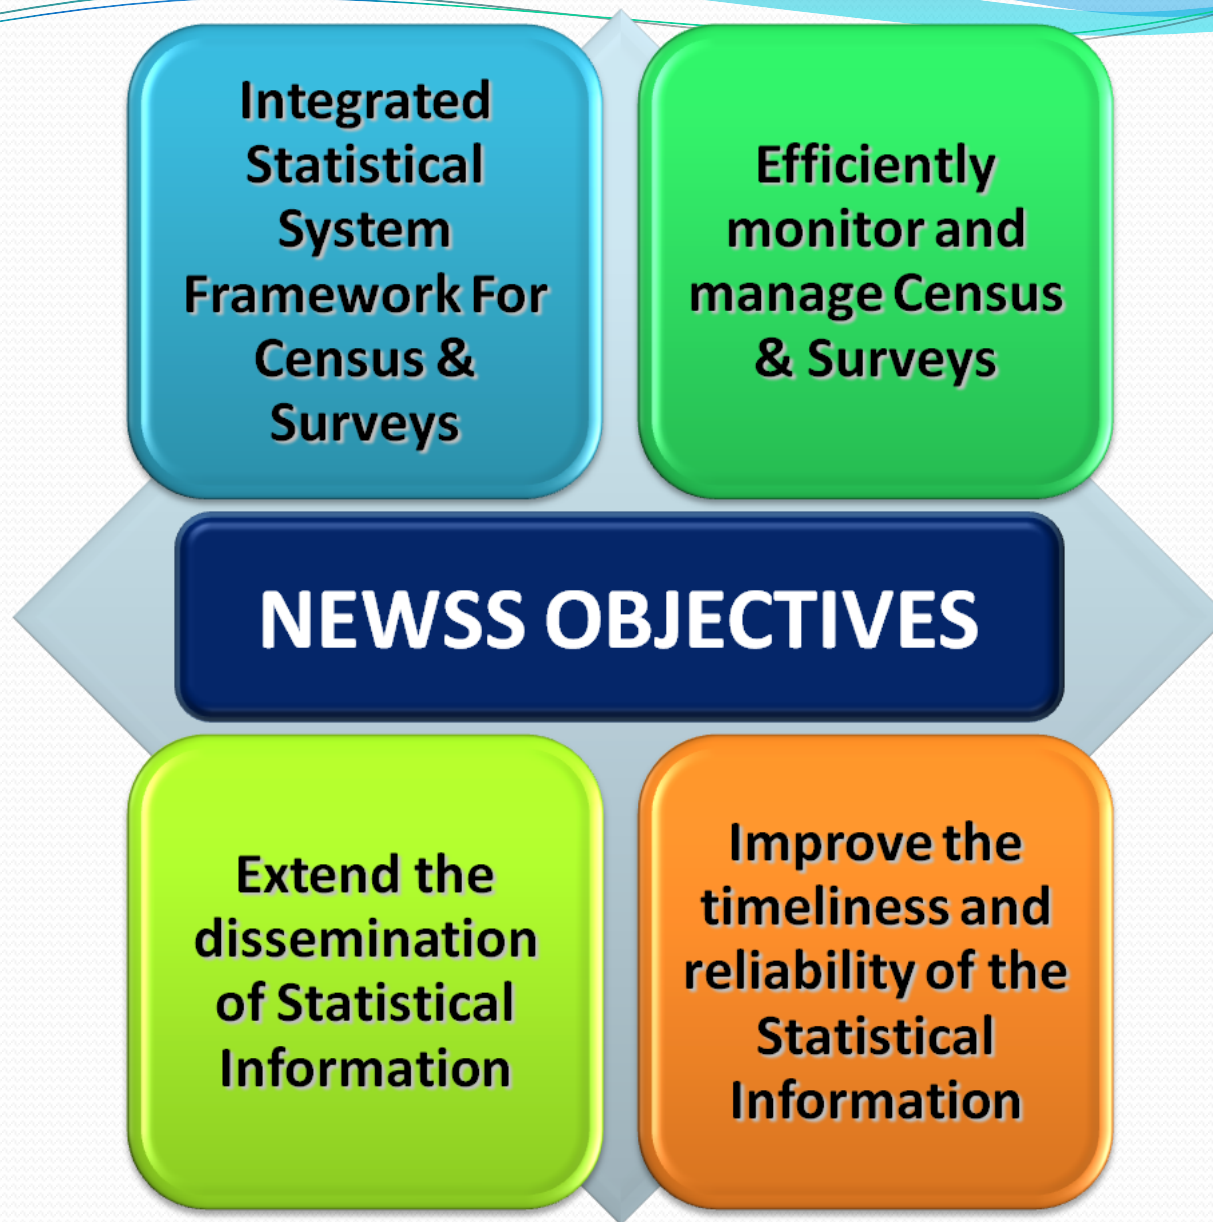 Integrated
Statistical
System
Framework For
Census &
Surveys
Efficiently
monitor and
manage Census
& Surveys
NEWSS OBJECTIVES
Extend the
dissemination
of Statistical
Information
Improve the
timeliness and
reliability of the
Statistical
Information